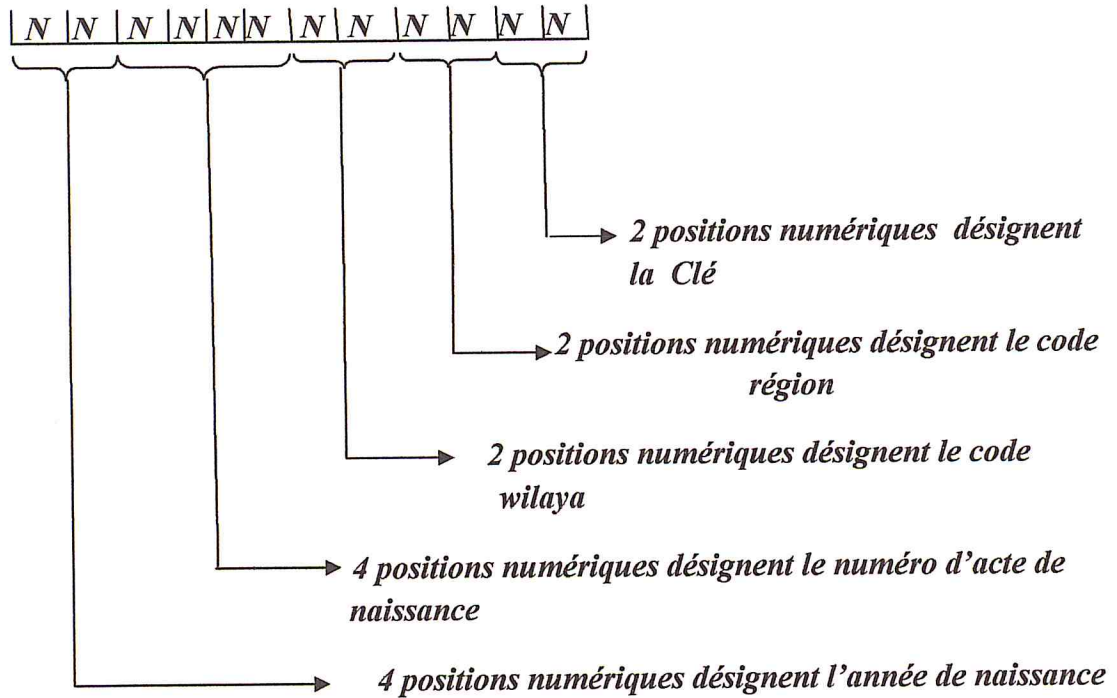 N N N N N N N N N N N N
2 positions numériques désignent
la Clé
2 positions numériques désignent le code
région
2 positions numériques désignent le code
wilaya
4 positions numériques désignent le numéro d'acte de
naissance
4 positions numériques désignent l'année de naissance